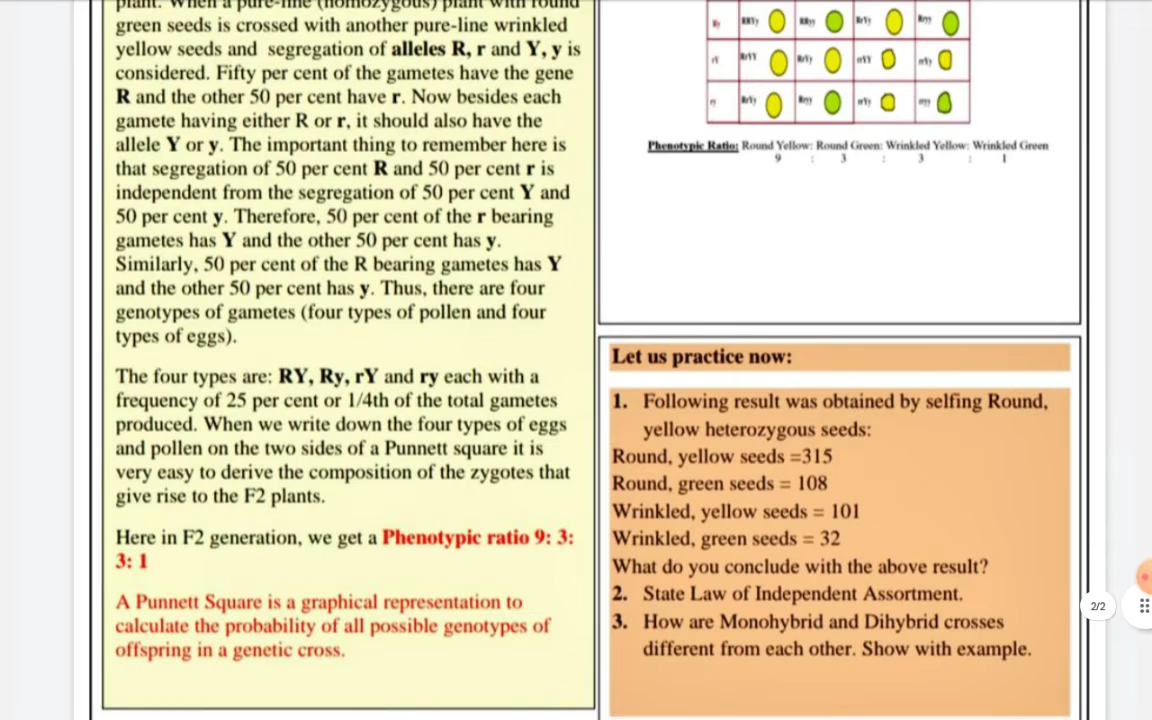 plant. When a pure-line (homozygous) plant with round
green seeds is crossed with another pure-line wrinkled
yellow seeds and segregation of alleles R, r and Y, y is
considered. Fifty per cent of the gametes have the gene
R and the other 50 per cent have r. Now besides each
gamete having either R or r, it should also have the
allele Y or y. The important thing to remember here is
that segregation of 50 per cent R and 50 per cent r is
independent from the segregation of 50 per cent Y and
50 per cent y. Therefore, 50 per cent of the r bearing
gametes has Y and the other 50 per cent has y.
Similarly, 50 per cent of the R bearing gametes has Y
and the other 50 per cent has y. Thus, there are four
genotypes of gametes (four types of pollen and four
types of eggs).
The four types are: RY, Ry, rY and ry each with a
frequency of 25 per cent or 1/4th of the total gametes
produced. When we write down the four types of eggs
and pollen on the two sides of a Punnett square it is
very easy to derive the composition of the zygotes that
give rise to the F2 plants.
Here in F2 generation, we get a Phenotypic ratio 9: 3:
3: 1
A Punnett Square is a graphical representation to
calculate the probability of all possible genotypes of
offspring in a genetic cross.
Phenotypic Ratio: Round Yellow: Round Green: Wrinkled Yellow: Wrinkled Green
9 : 3 : 3 : 1
Let us practice now:
1. Following result was obtained by selfing Round,
yellow heterozygous seeds:
Round, yellow seeds =315
Round, green seeds = 108
Wrinkled, yellow seeds = 101
Wrinkled, green seeds = 32
What do you conclude with the above result?
2. State Law of Independent Assortment.
3. How are Monohybrid and Dihybrid crosses
different from each other. Show with example.
2/2